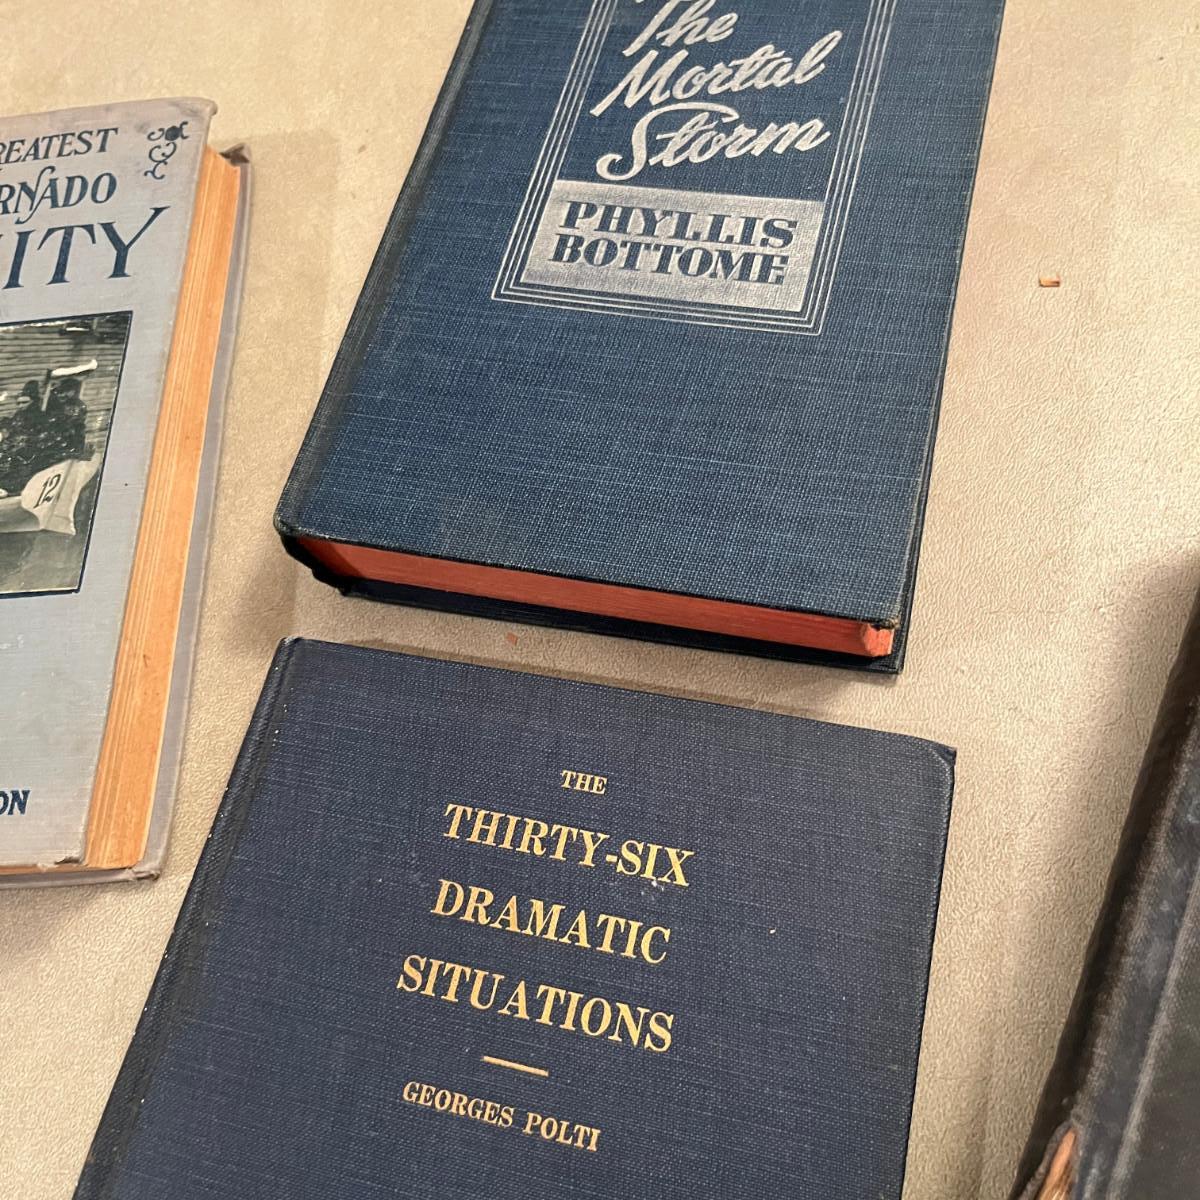 REATEST
RNADO
ITY
12
ON
The
Mortal
Storm
PHYLLIS
BOTTOME
THE
THIRTY-SIX
DRAMATIC
SITUATIONS
GEORGES POLTI